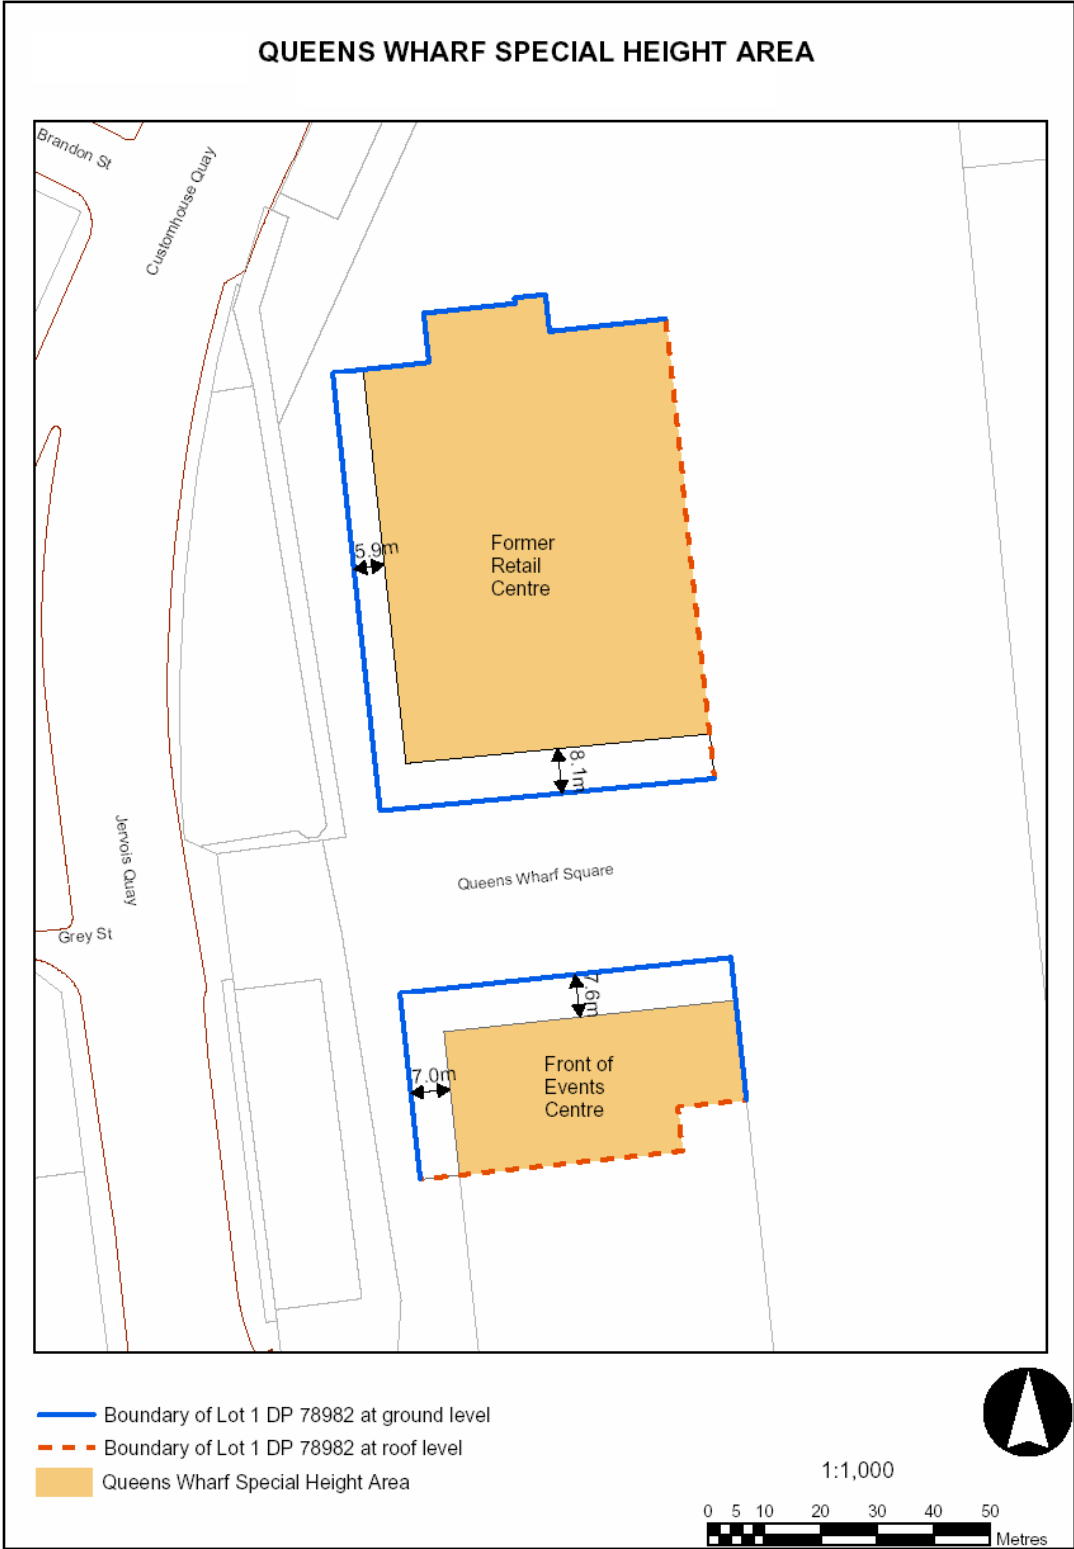 QUEENS WHARF SPECIAL HEIGHT AREA
Brandon St
Customhouse Quay
5.9m
Former
Retail
Centre
8.1m
Jervois Quay
Queens Wharf Square
Grey St
7.6m
7.0m
Front of
Events
Centre
Boundary of Lot 1 DP 78982 at ground level
Boundary of Lot 1 DP 78982 at roof level
Queens Wharf Special Height Area
1:1,000
0 5 10 20 30 40 50
Metres